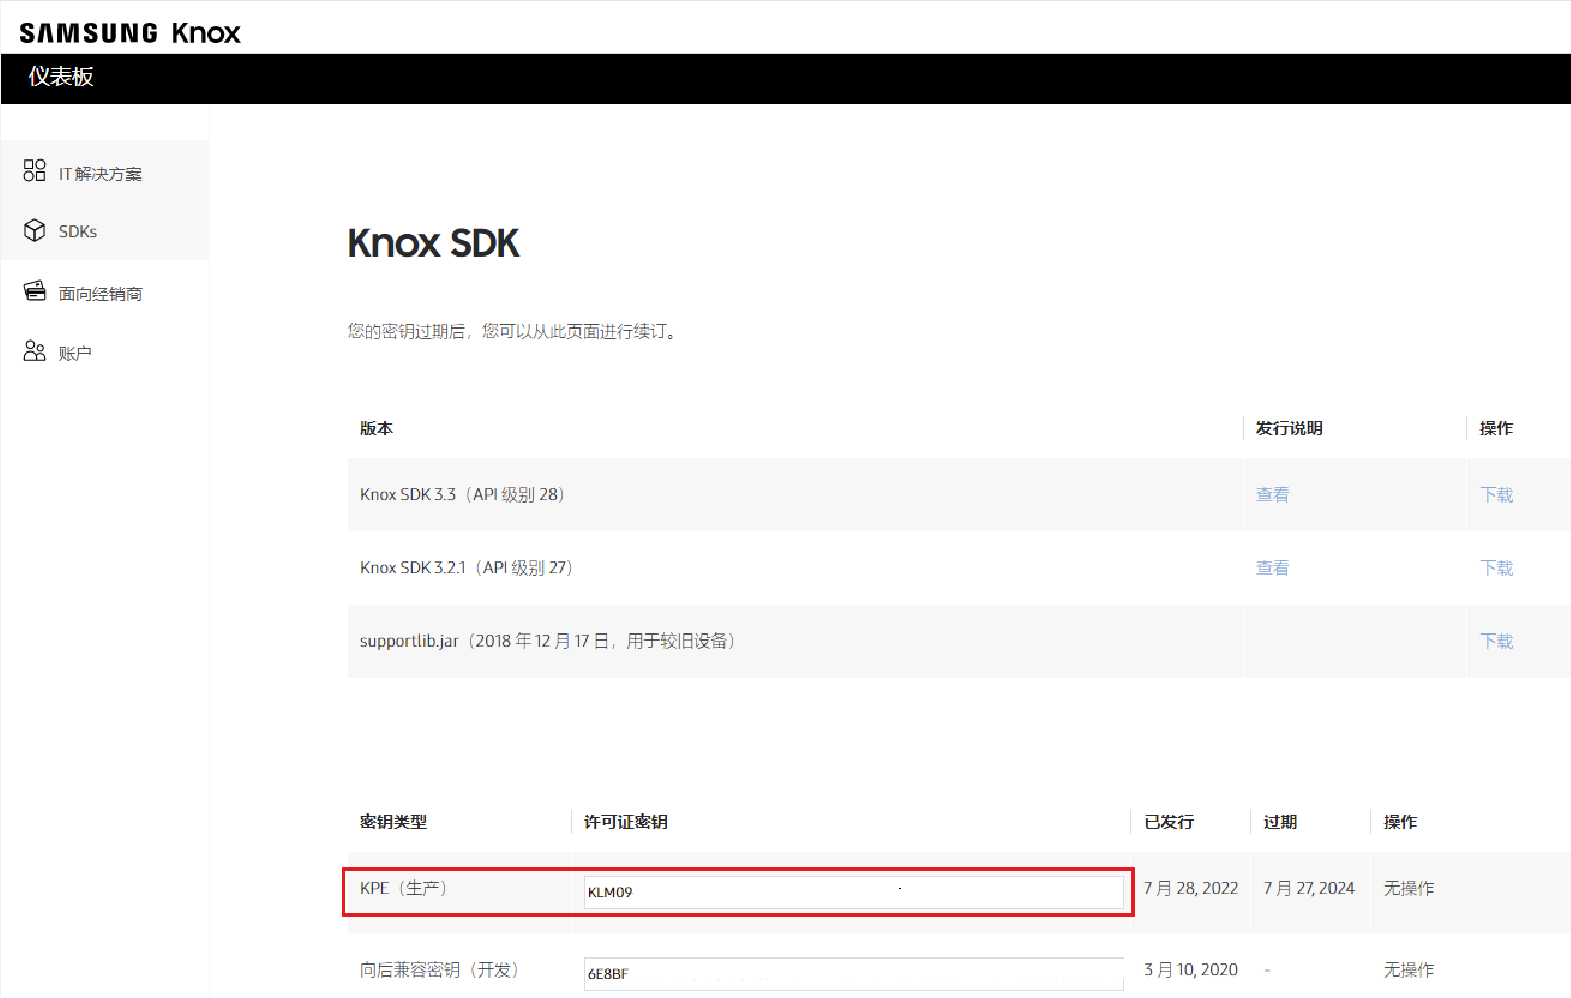 SAMSUNG Knox
仪表板
IT 解决方案
SDKs
面向经销商
账户
Knox SDK
您的密钥过期后，您可以从此页面进行续订。
版本 发行说明 操作
Knox SDK 3.3（API 级别 28） 查看 下载
Knox SDK 3.2.1（API 级别 27） 查看 下载
supportlib.jar（2018 年 12 月 17 日，用于较旧设备） 下载
密钥类型 许可证密钥 已发行 过期 操作
KPE（生产） KLM09 7 月 28, 2022 7 月 27, 2024 无操作
向后兼容密钥（开发） 6E8BF 3 月 10, 2020 - 无操作